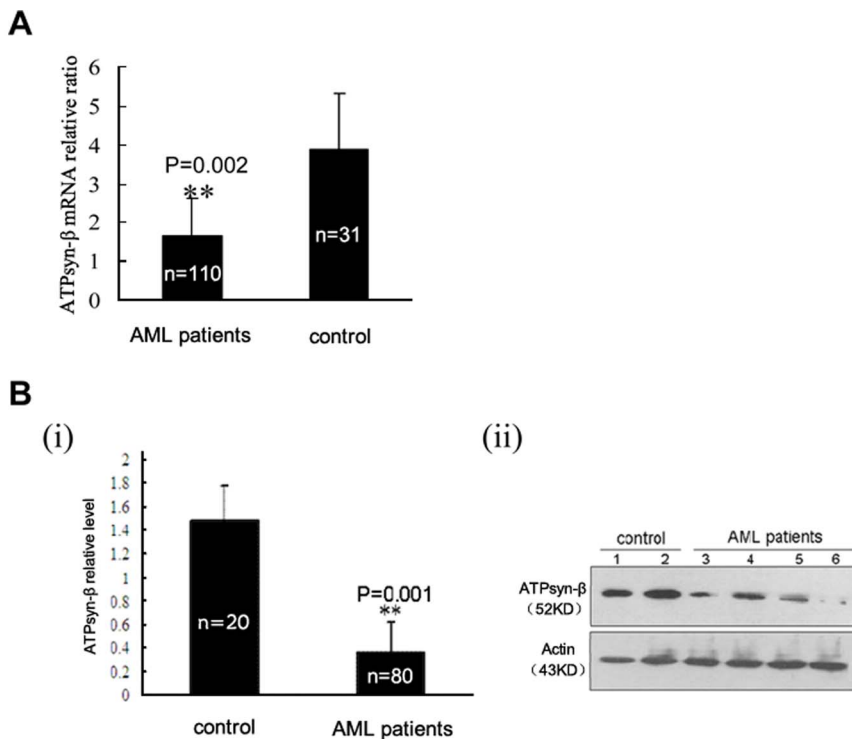 A
ATPsyn-β mRNA relative ratio
6
5
4
3
2
1
0
P=0.002
**
n=110
n=31
AML patients
control
B
(i)
ATPsyn-β relative level
2
1.8
1.6
1.4
1.2
1
0.8
0.6
0.4
0.2
0
n=20
P=0.001
**
n=80
control
AML patients
(ii)
control AML patients
1 2 3 4 5 6
ATPsyn-β
(52KD)
Actin
(43KD)